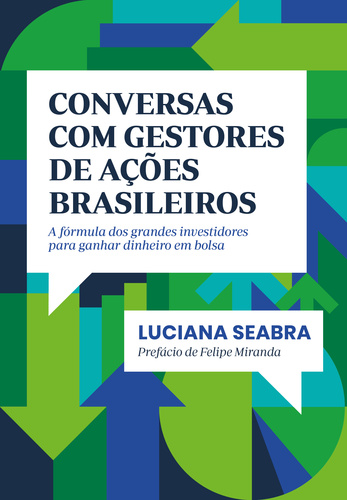 CONVERSAS
COM GESTORES
DE AÇÕES
BRASILEIROS
A fórmula dos grandes investidores
para ganhar dinheiro em bolsa
LUCIANA SEABRA
Prefácio de Felipe Miranda